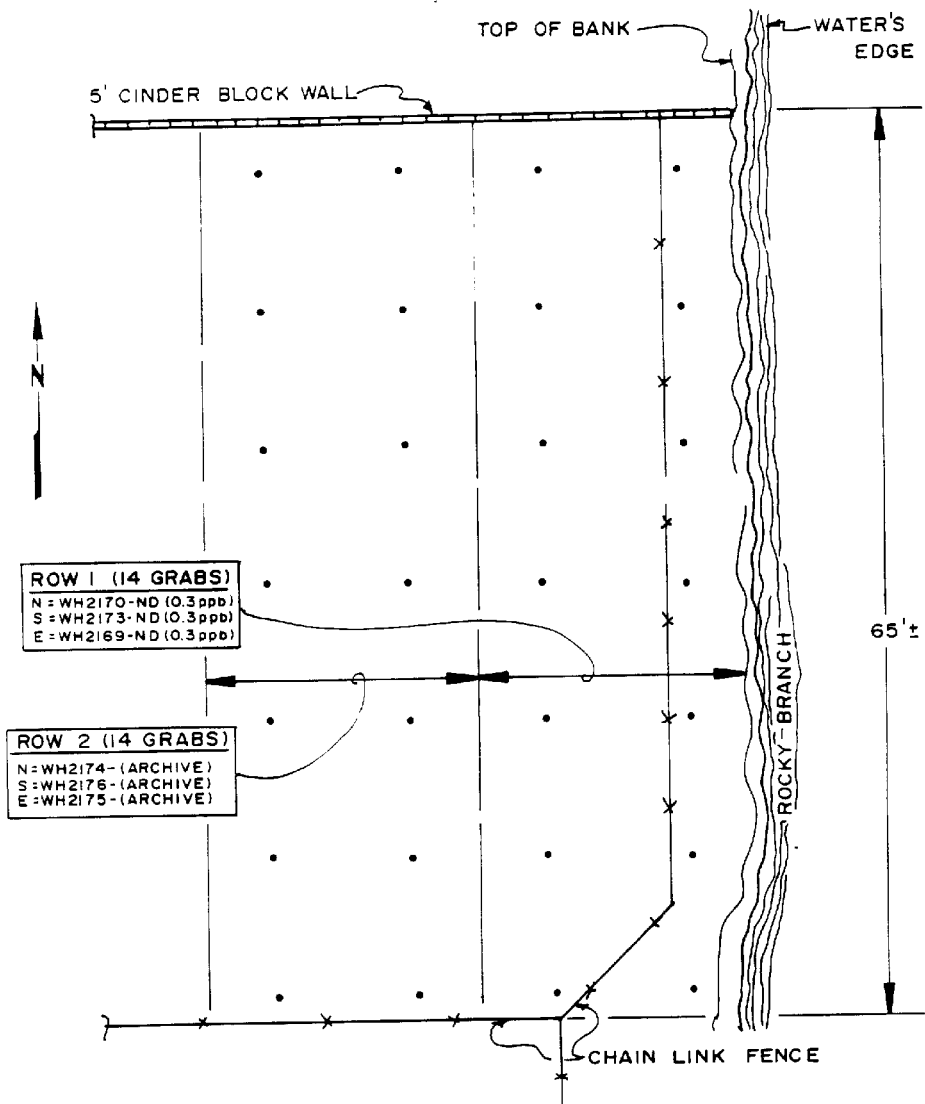 TOP OF BANK
WATER'S
EDGE
5' CINDER BLOCK WALL
N
ROW 1 (14 GRABS)
N=WH2170-ND (0.3ppb)
S=WH2173-ND (0.3ppb)
E=WH2169-ND (0.3ppb)
65'±
ROCKY-BRANCH
ROW 2 (14 GRABS)
N=WH2174-(ARCHIVE)
S=WH2176-(ARCHIVE)
E=WH2175-(ARCHIVE)
CHAIN LINK FENCE